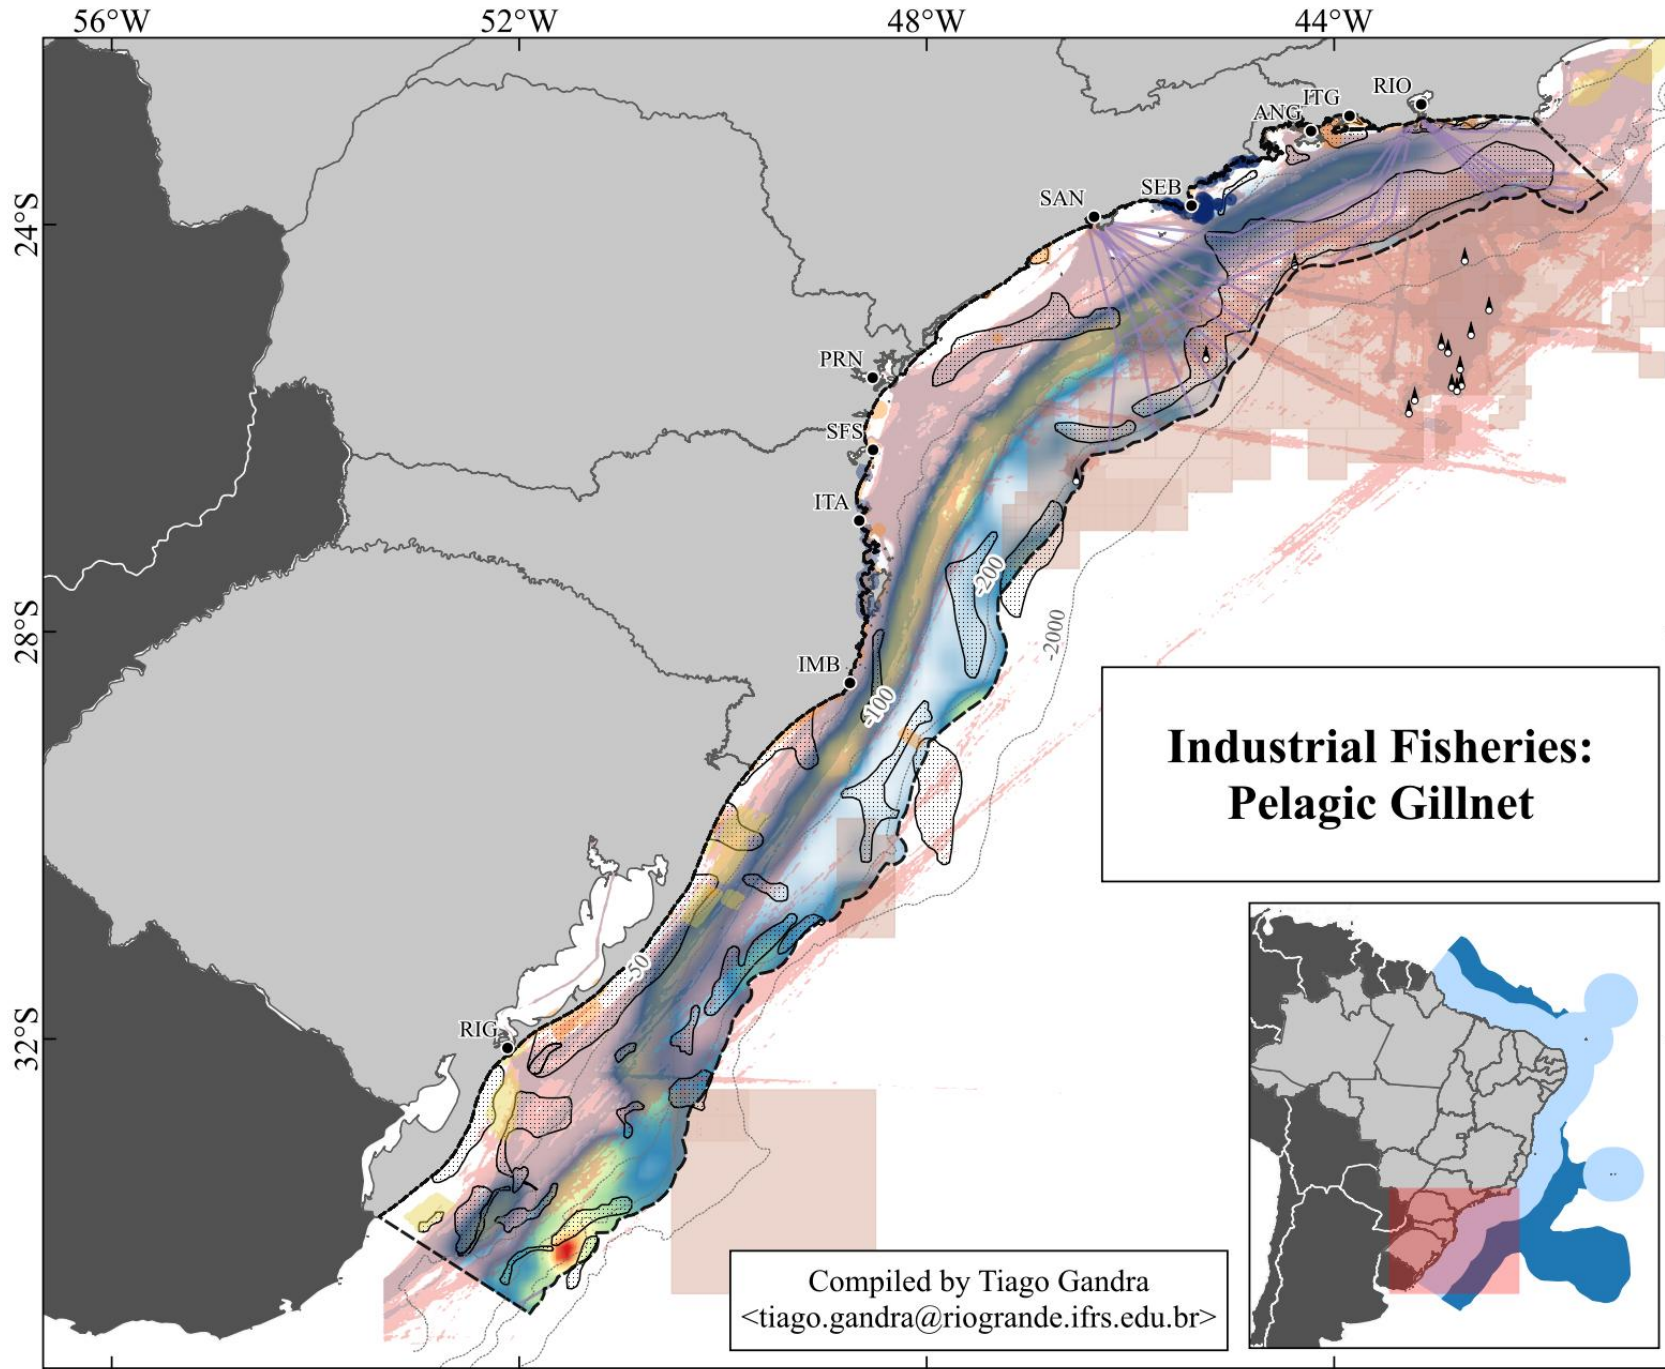 56°W
52°W
48°W
44°W
RIO
ITG
ANG
SEB
SAN
24°S
PRN
SFS
ITA
-200
28°S
-2000
IMB
-100
Industrial Fisheries:
Pelagic Gillnet
-50
RIG
32°S
Compiled by Tiago Gandra
<tiago.gandra@riogrande.ifrs.edu.br>